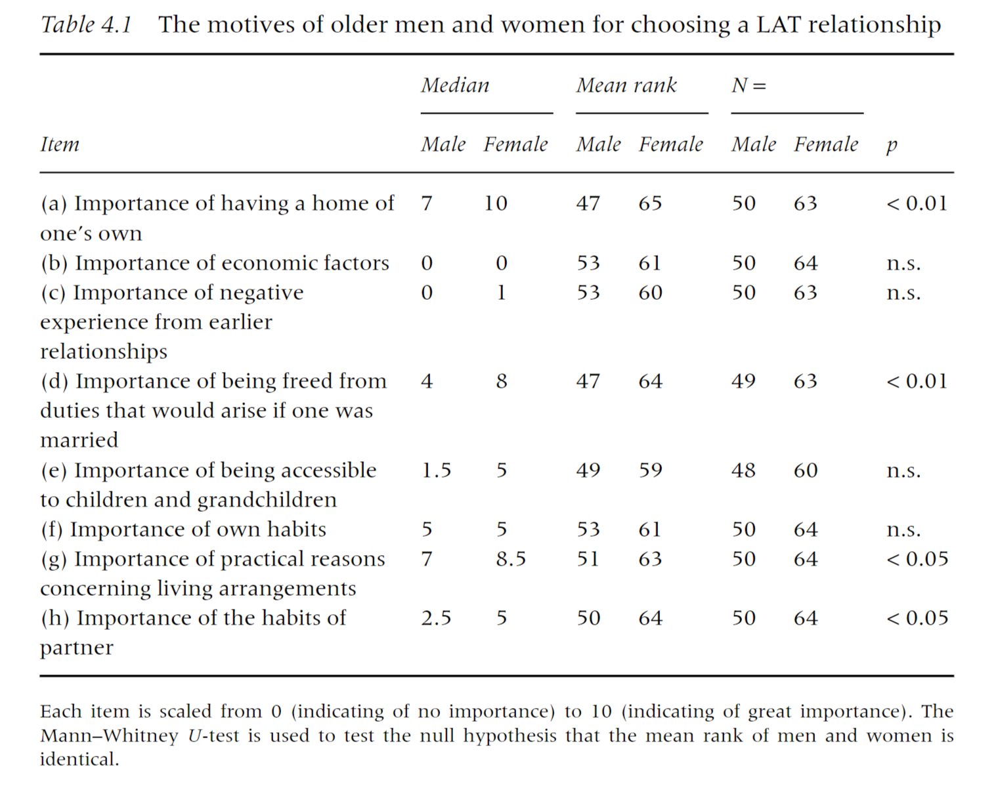 Table 4.1 The motives of older men and women for choosing a LAT relationship
Median Mean rank N =
Item Male Female Male Female Male Female p
(a) Importance of having a home of 7 10 47 65 50 63 < 0.01
one's own
(b) Importance of economic factors 0 0 53 61 50 64 n.s.
(c) Importance of negative 0 1 53 60 50 63 n.s.
experience from earlier
relationships
(d) Importance of being freed from 4 8 47 64 49 63 < 0.01
duties that would arise if one was
married
(e) Importance of being accessible 1.5 5 49 59 48 60 n.s.
to children and grandchildren
(f) Importance of own habits 5 5 53 61 50 64 n.s.
(g) Importance of practical reasons 7 8.5 51 63 50 64 < 0.05
concerning living arrangements
(h) Importance of the habits of 2.5 5 50 64 50 64 < 0.05
partner
Each item is scaled from 0 (indicating of no importance) to 10 (indicating of great importance). The
Mann–Whitney U-test is used to test the null hypothesis that the mean rank of men and women is
identical.